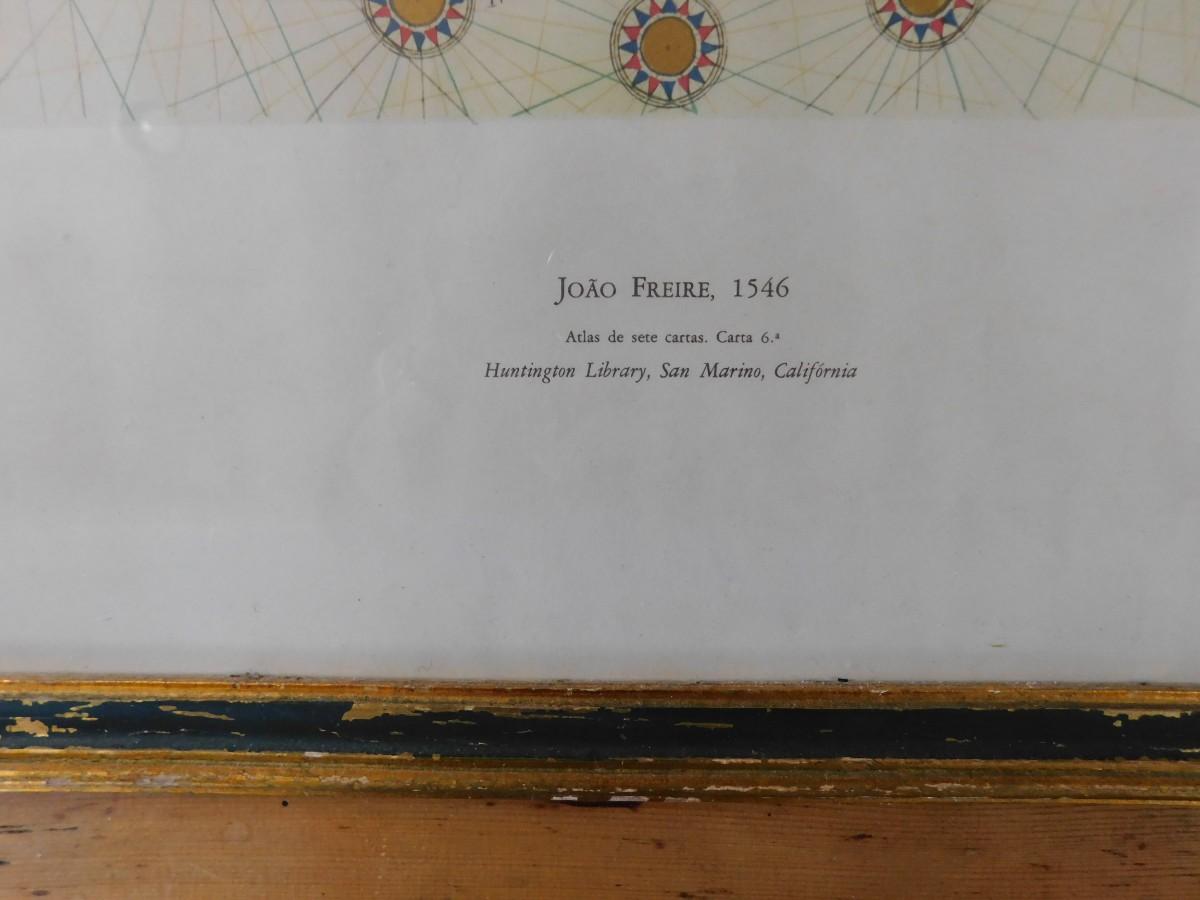 João Freire, 1546
Atlas de sete cartas. Carta 6.ª
Huntington Library, San Marino, Califórnia